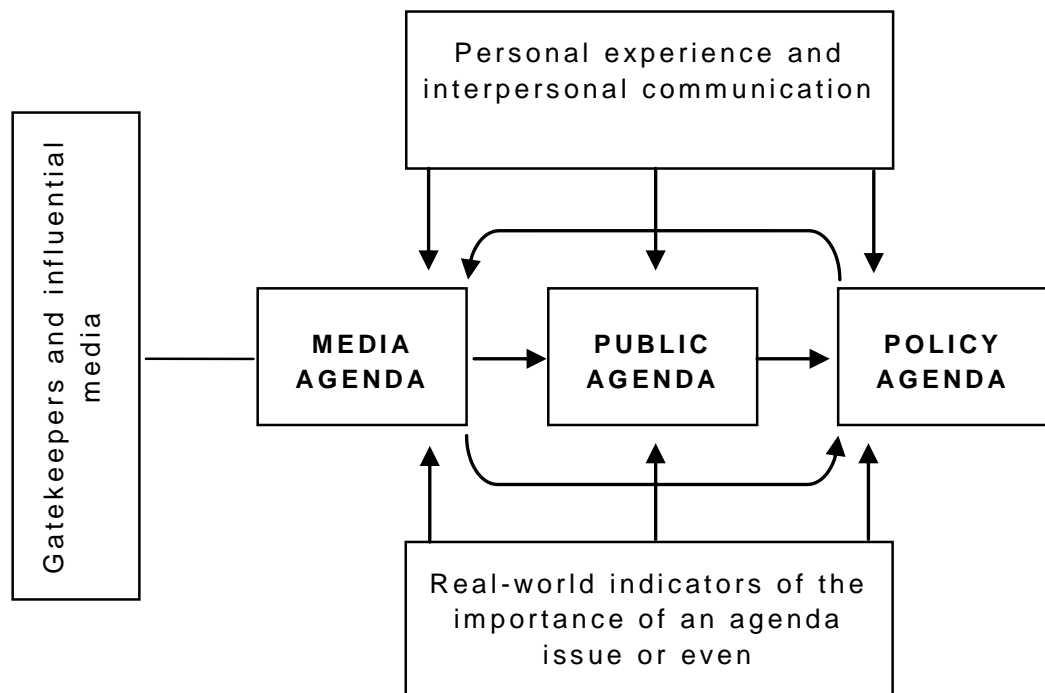 Personal experience and
interpersonal communication
Gatekeepers and influential
media
MEDIA
AGENDA
PUBLIC
AGENDA
POLICY
AGENDA
Real-world indicators of the
importance of an agenda
issue or even